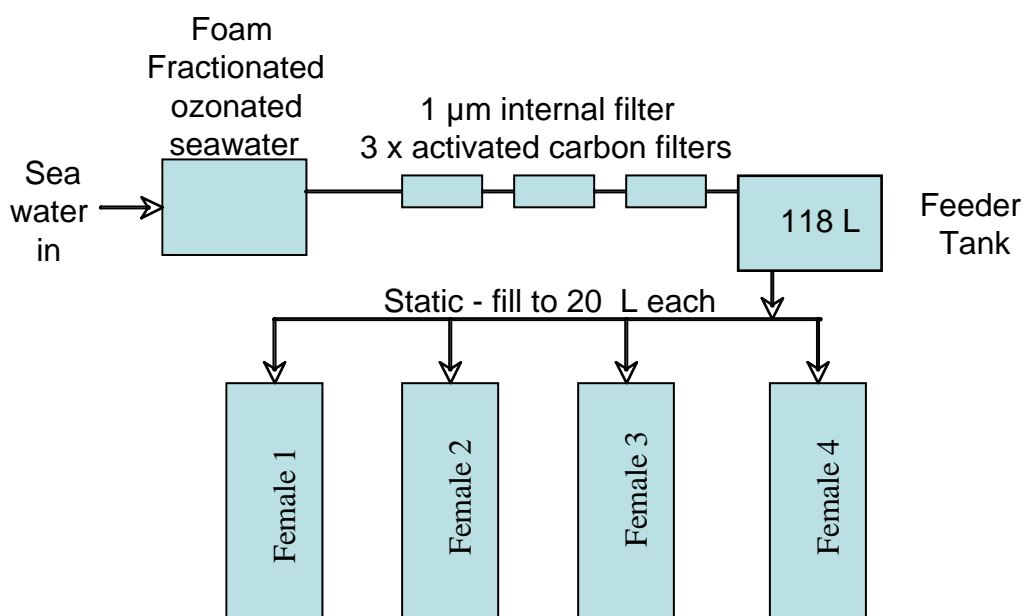 Foam
Fractionated
ozonated
seawater
1 µm internal filter
3 x activated carbon filters
Sea
water
in
118 L
Feeder
Tank
Static - fill to 20 L each
Female 1
Female 2
Female 3
Female 4